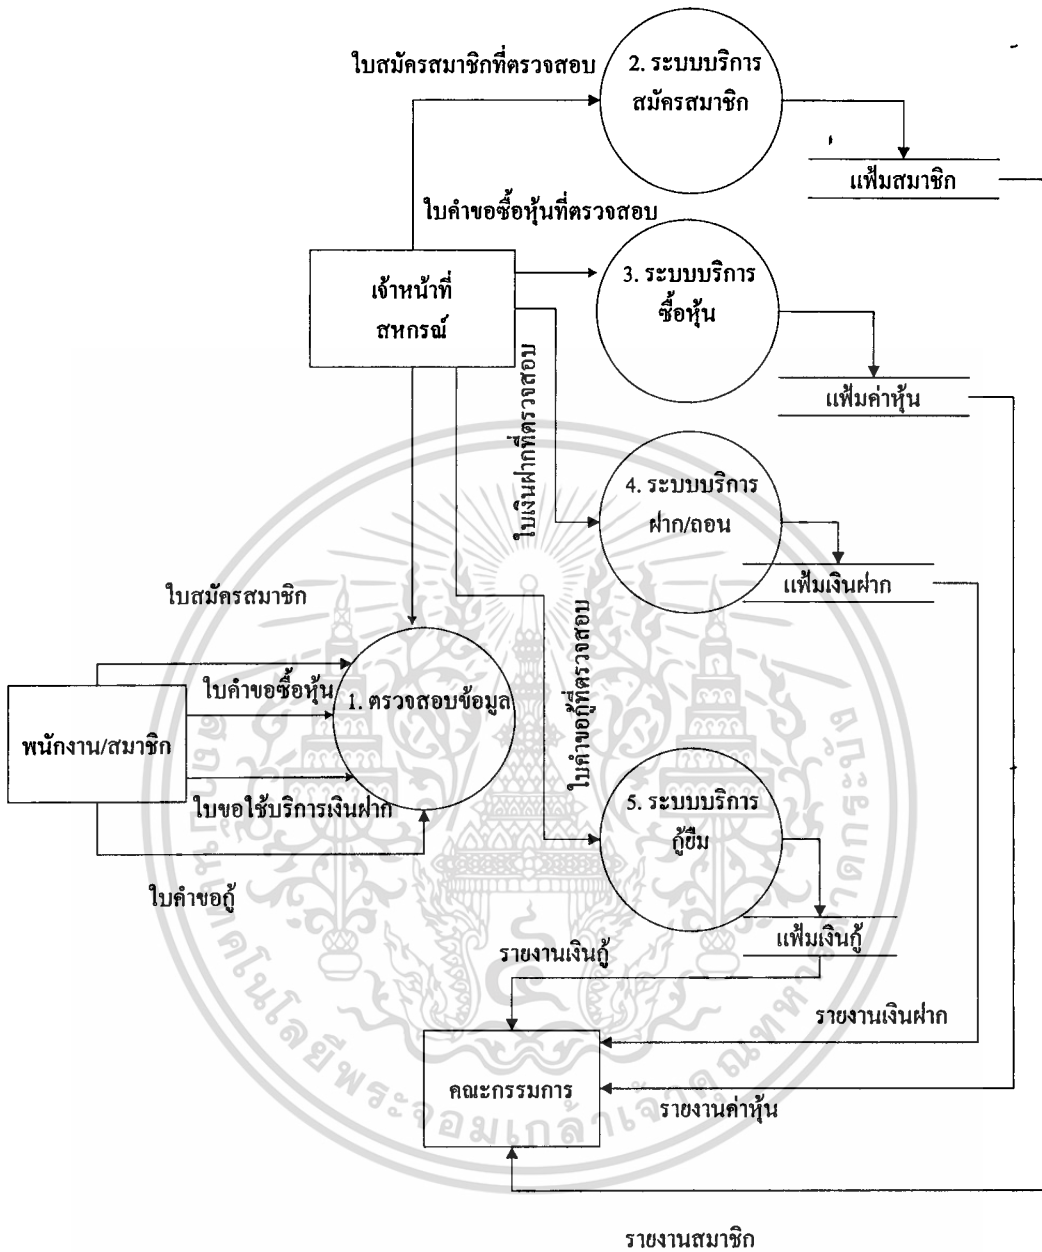 ใบสมัครสมาชิกที่ตรวจสอบ
2. ระบบบริการ
สมัครสมาชิก
แฟ้มสมาชิก
ใบคำขอซื้อหุ้นที่ตรวจสอบ
เจ้าหน้าที่
สหกรณ์
3. ระบบบริการ
ซื้อหุ้น
แฟ้มค่าหุ้น
ใบเงินฝากที่ตรวจสอบ
4. ระบบบริการ
ฝาก/ถอน
แฟ้มเงินฝาก
ใบสมัครสมาชิก
ใบคำขอซื้อหุ้น
1. ตรวจสอบข้อมูล
พนักงาน/สมาชิก
ใบขอใช้บริการเงินฝาก
ใบคำขอกู้
ใบคำขอกู้ที่ตรวจสอบ
5. ระบบบริการ
กู้ยืม
แฟ้มเงินกู้
รายงานเงินกู้
รายงานเงินฝาก
คณะกรรมการ
รายงานค่าหุ้น
รายงานสมาชิก